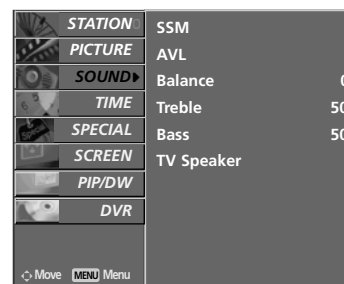 STATION
PICTURE
SOUND
TIME
SPECIAL
SCREEN
PIP/DW
DVR
Move MENU Menu
SSM
AVL
Balance 0
Treble 50
Bass 50
TV Speaker